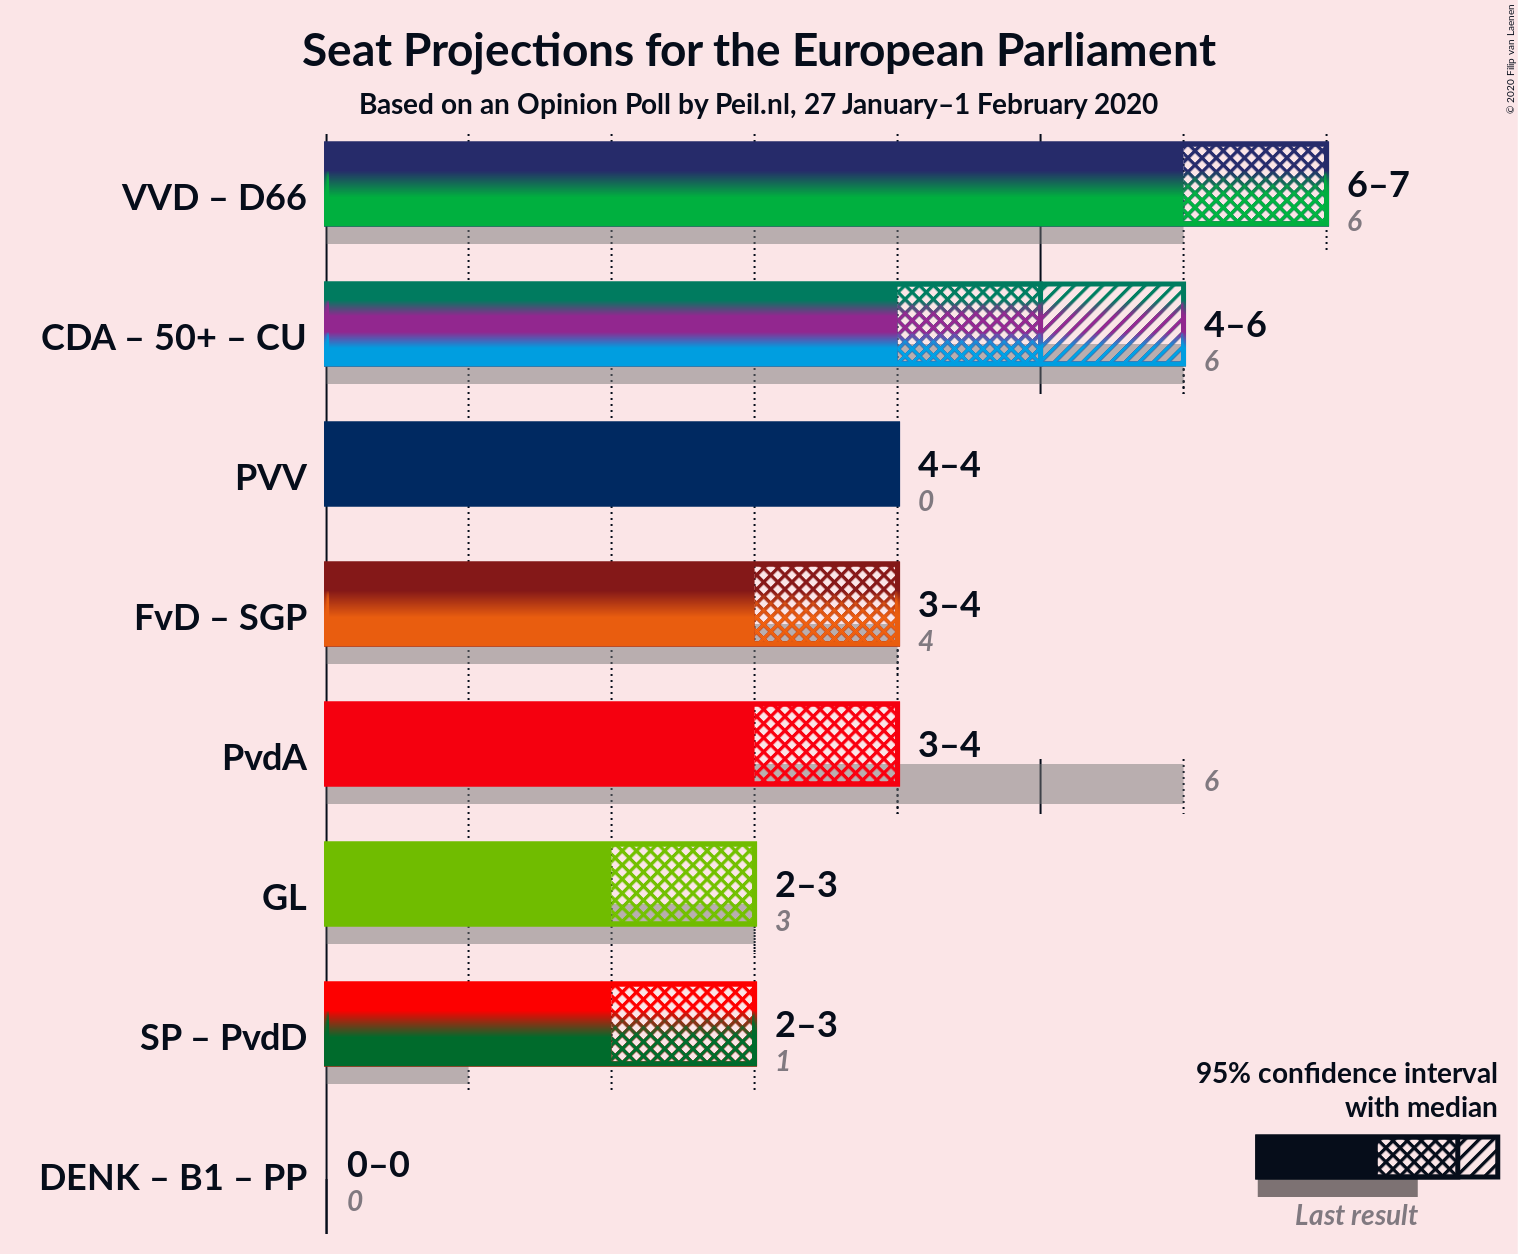 Seat Projections for the European Parliament
Based on an Opinion Poll by Peil.nl, 27 January–1 February 2020
© 2020 Filip van Laenen
VVD – D66
6–7
6
CDA – 50+ – CU
4–6
6
PVV
4–4
0
FvD – SGP
3–4
4
PvdA
3–4
6
GL
2–3
3
SP – PvdD
2–3
1
DENK – B1 – PP
0–0
0
95% confidence interval
with median
Last result